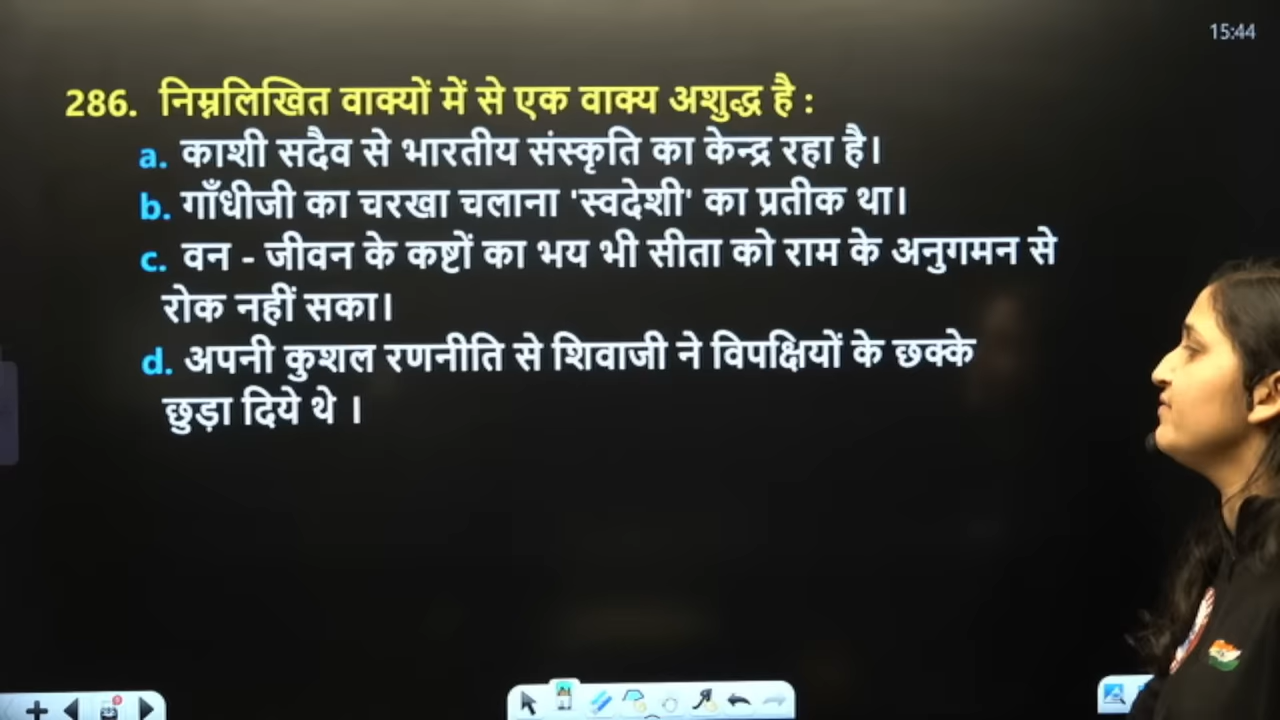 15:44
286. निम्नलिखित वाक्यों में से एक वाक्य अशुद्ध है :
a. काशी सदैव से भारतीय संस्कृति का केन्द्र रहा है।
b. गाँधीजी का चरखा चलाना 'स्वदेशी' का प्रतीक था।
c. वन - जीवन के कष्टों का भय भी सीता को राम के अनुगमन से
रोक नहीं सका।
d. अपनी कुशल रणनीति से शिवाजी ने विपक्षियों के छक्के
छुड़ा दिये थे ।